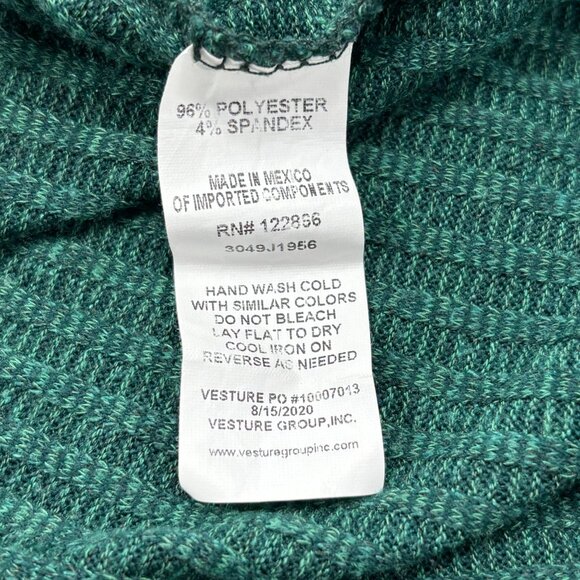 96% POLYESTER
4% SPANDEX
MADE IN MEXICO
OF IMPORTED COMPONENTS
RN# 122866
3049J1956
HAND WASH COLD
WITH SIMILAR COLORS
DO NOT BLEACH
LAY FLAT TO DRY
COOL IRON ON
REVERSE AS NEEDED
VESTURE PO #10007013
8/15/2020
VESTURE GROUP,INC.
www.vesturegroupinc.com